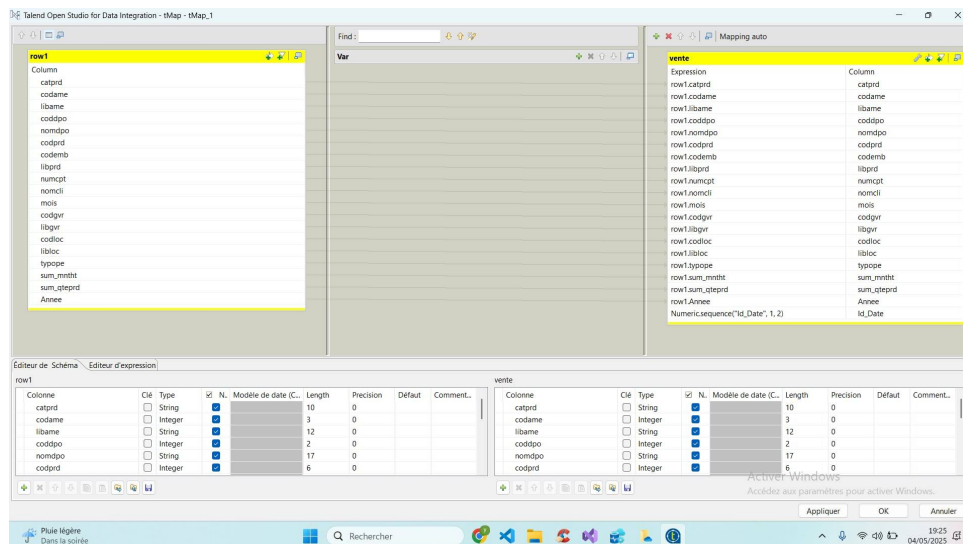 Talend Open Studio for Data Integration - tMap - tMap_1
Find :
Mapping auto
row1
Column
catprd
codame
libame
coddpo
nomdpo
codprd
codemb
libprd
numcpt
nomcli
mois
codgvr
libgvr
codloc
libloc
typope
sum_mntht
sum_qteprd
Annee
Var
vente
Expression Column
row1.catprd catprd
row1.codame codame
row1.libame libame
row1.coddpo coddpo
row1.nomdpo nomdpo
row1.codprd codprd
row1.codemb codemb
row1.libprd libprd
row1.numcpt numcpt
row1.nomcli nomcli
row1.mois mois
row1.codgvr codgvr
row1.libgvr libgvr
row1.codloc codloc
row1.libloc libloc
row1.typope typope
row1.sum_mntht sum_mntht
row1.sum_qteprd sum_qteprd
row1.Annee Annee
Numeric.sequence("Id_Date", 1, 2) Id_Date
Éditeur de Schéma Editeur d'expression
row1
Colonne Clé Type N.. Modèle de date (C... Length Precision Défaut Comment...
catprd String 10 0
codame Integer 3 0
libame String 12 0
coddpo Integer 2 0
nomdpo String 17 0
codprd Integer 6 0
vente
Colonne Clé Type N.. Modèle de date (C... Length Precision Défaut Comment...
catprd String 10 0
codame Integer 3 0
libame String 12 0
coddpo Integer 2 0
nomdpo String 17 0
codprd Integer 6 0
Activer Windows
Accédez aux paramètres pour activer Windows.
Appliquer OK Annuler
Pluie légère
Dans la soirée
Rechercher
19:25
04/05/2025